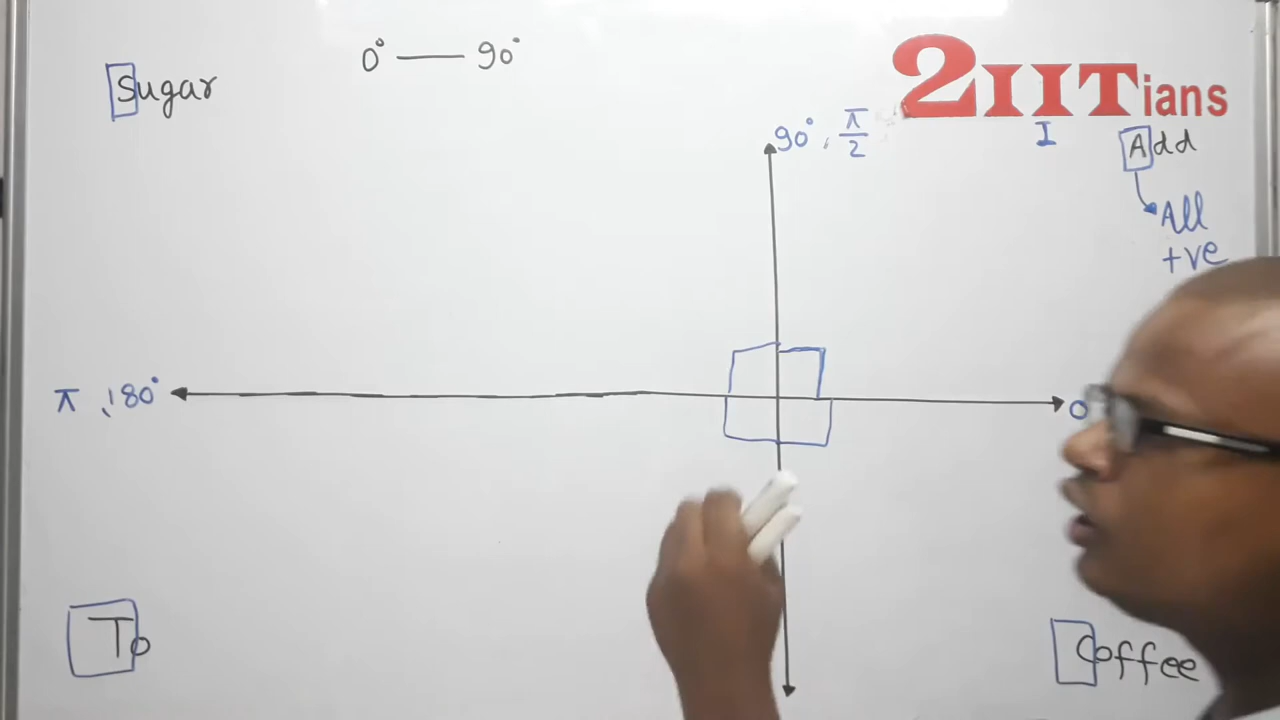 0° — 90°
Sugar
2IITians
I
Add
90°, π/2
All
+ve
π, 180°
0
To
Coffee